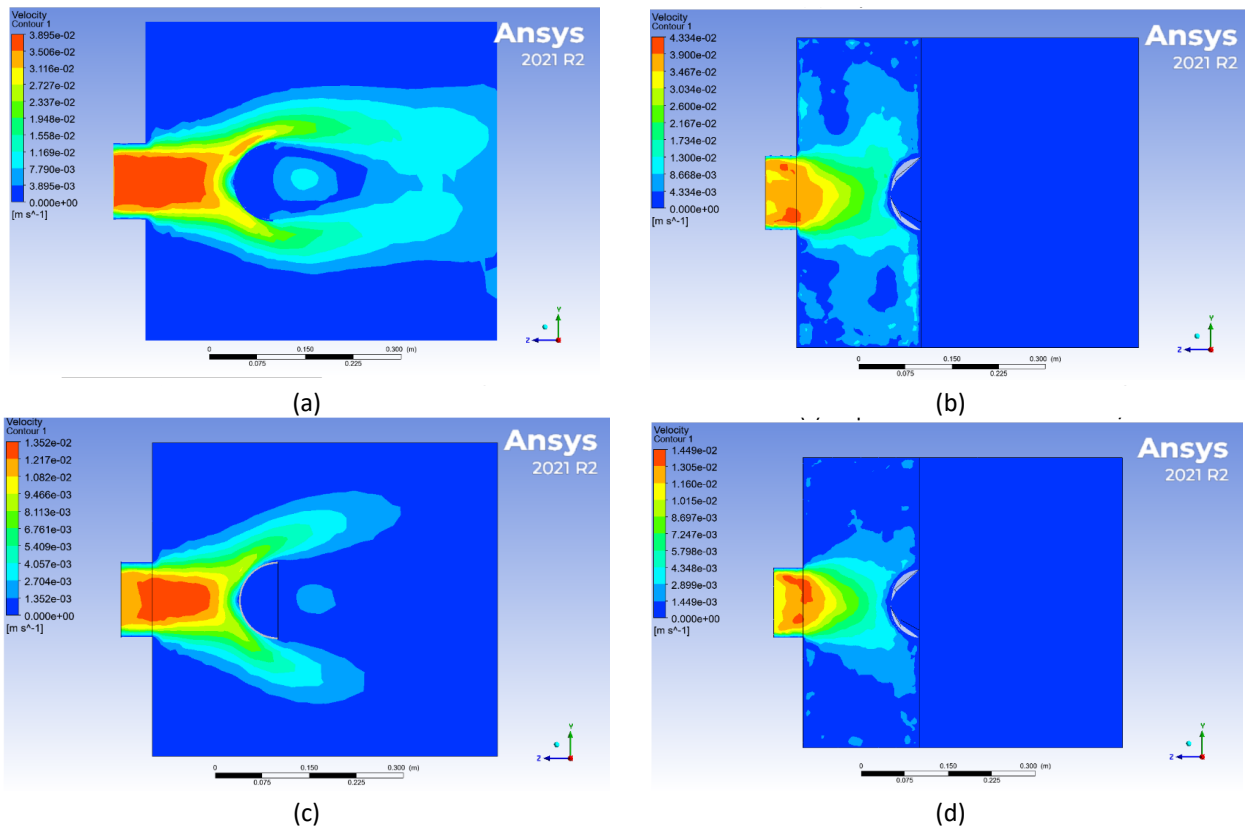 Velocity
Contour 1
3.895e-02
3.506e-02
3.116e-02
2.727e-02
2.337e-02
1.948e-02
1.558e-02
1.169e-02
7.790e-03
3.895e-03
0.000e+00
[m s^-1]
Ansys
2021 R2
0 0.150 0.300 (m)
0.075 0.225
Y
Z
(a)
Velocity
Contour 1
4.334e-02
3.900e-02
3.467e-02
3.034e-02
2.600e-02
2.167e-02
1.734e-02
1.300e-02
8.668e-03
4.334e-03
0.000e+00
[m s^-1]
Ansys
2021 R2
0 0.150 0.300 (m)
0.075 0.225
Y
Z
(b)
Velocity
Contour 1
1.352e-02
1.217e-02
1.082e-02
9.466e-03
8.113e-03
6.761e-03
5.409e-03
4.057e-03
2.704e-03
1.352e-03
0.000e+00
[m s^-1]
Ansys
2021 R2
0 0.150 0.300 (m)
0.075 0.225
Y
Z
(c)
Velocity
Contour 1
1.449e-02
1.305e-02
1.160e-02
1.015e-02
8.697e-03
7.247e-03
5.798e-03
4.348e-03
2.899e-03
1.449e-03
0.000e+00
[m s^-1]
Ansys
2021 R2
0 0.150 0.300 (m)
0.075 0.225
Y
Z
(d)